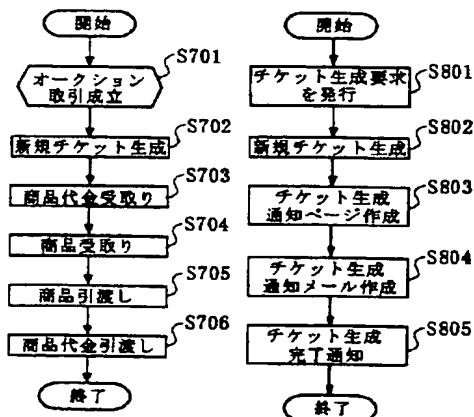 開始
S701
オークション
取引成立
S702
新規チケット生成
S703
商品代金受取り
S704
商品受取り
S705
商品引渡し
S706
商品代金引渡し
終了
開始
S801
チケット生成要求
を発行
S802
新規チケット生成
S803
チケット生成
通知ページ作成
S804
チケット生成
通知メール作成
S805
チケット生成
完了通知
終了